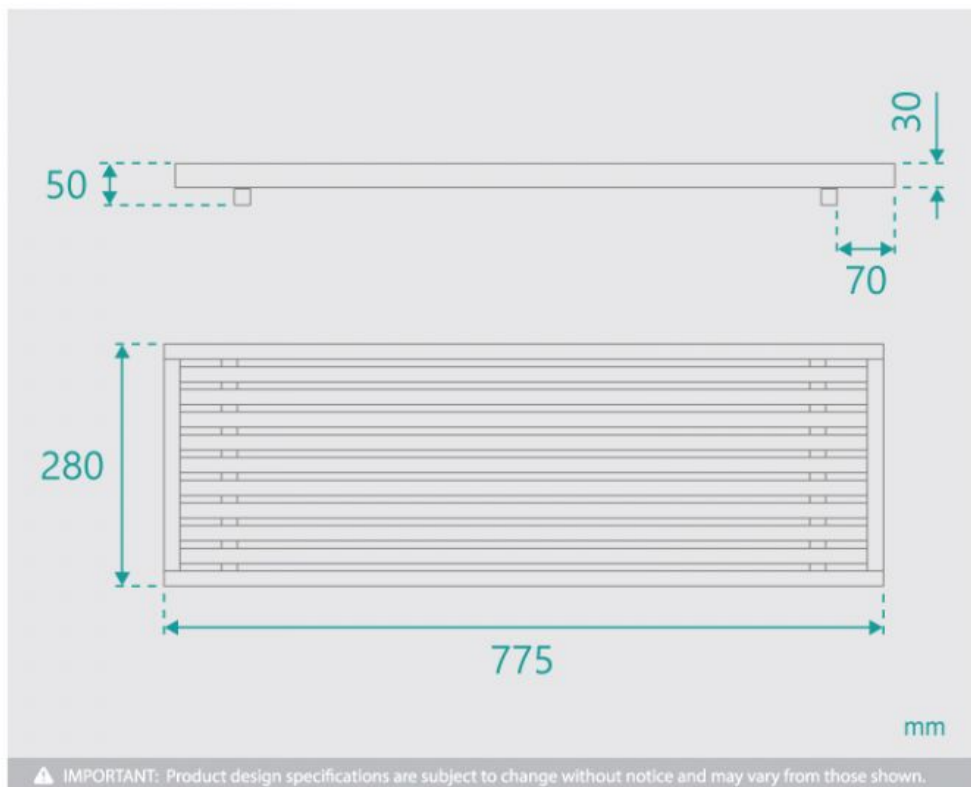 30
50
70
280
775
mm
IMPORTANT: Product design specifications are subject to change without notice and may vary from those shown.